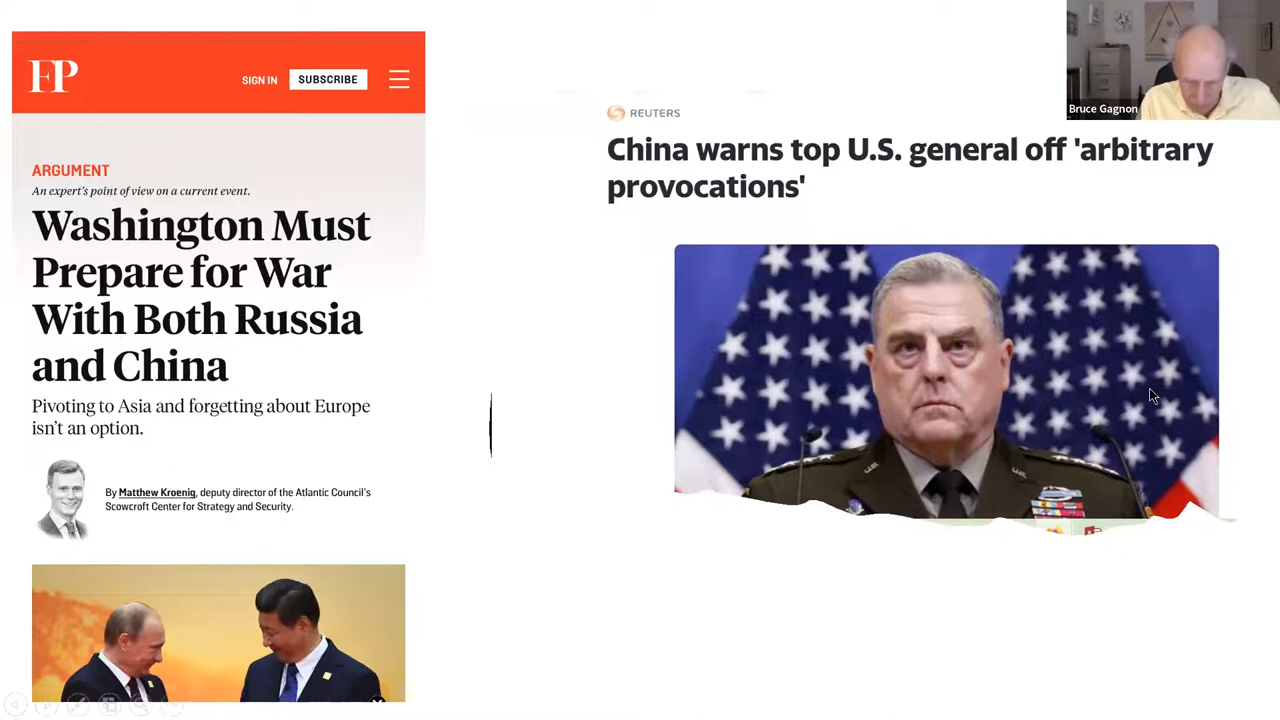 FP
SIGN IN
SUBSCRIBE
ARGUMENT
An expert's point of view on a current event.
Washington Must
Prepare for War
With Both Russia
and China
Pivoting to Asia and forgetting about Europe
isn't an option.
By Matthew Kroenig, deputy director of the Atlantic Council's
Scowcroft Center for Strategy and Security.
REUTERS
China warns top U.S. general off 'arbitrary
provocations'
Bruce Gagnon